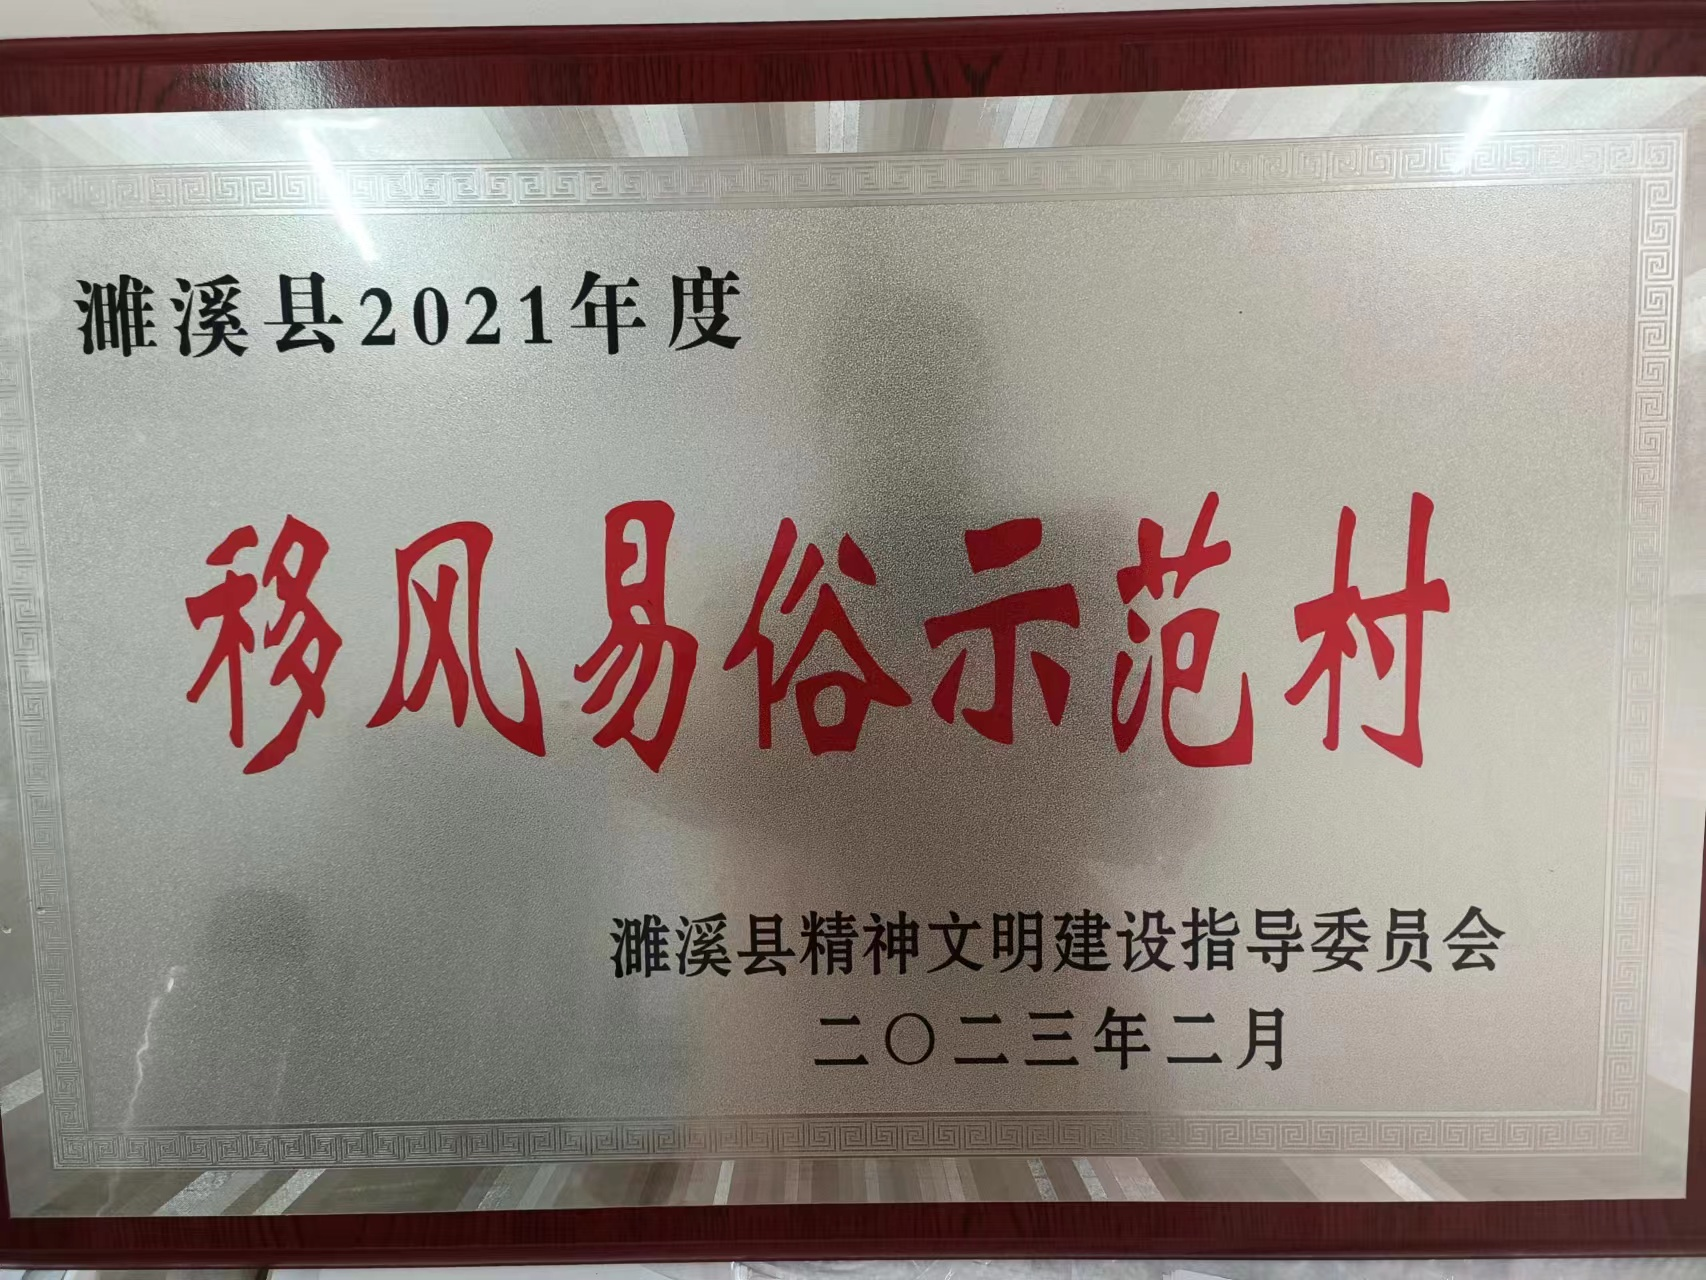 濉溪县2021年度
移风易俗示范村
濉溪县精神文明建设指导委员会
二〇二三年二月